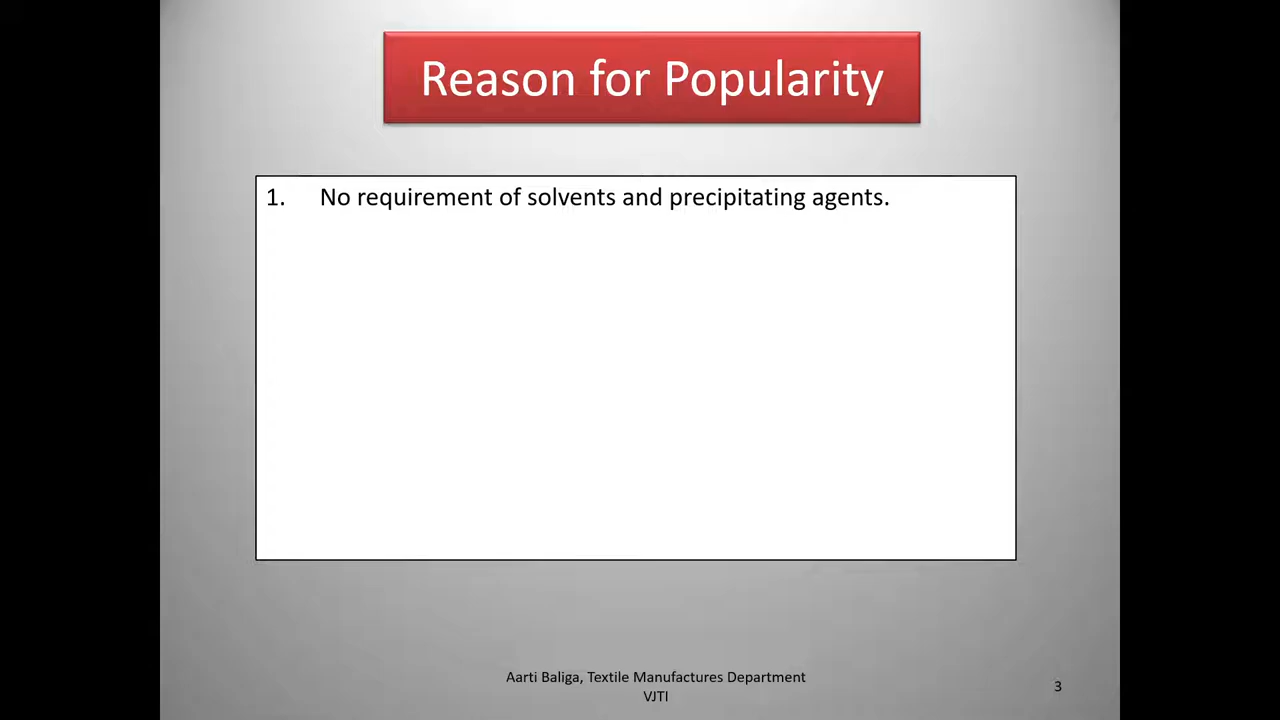 Reason for Popularity
1. No requirement of solvents and precipitating agents.
Aarti Baliga, Textile Manufactures Department
VJTI
3